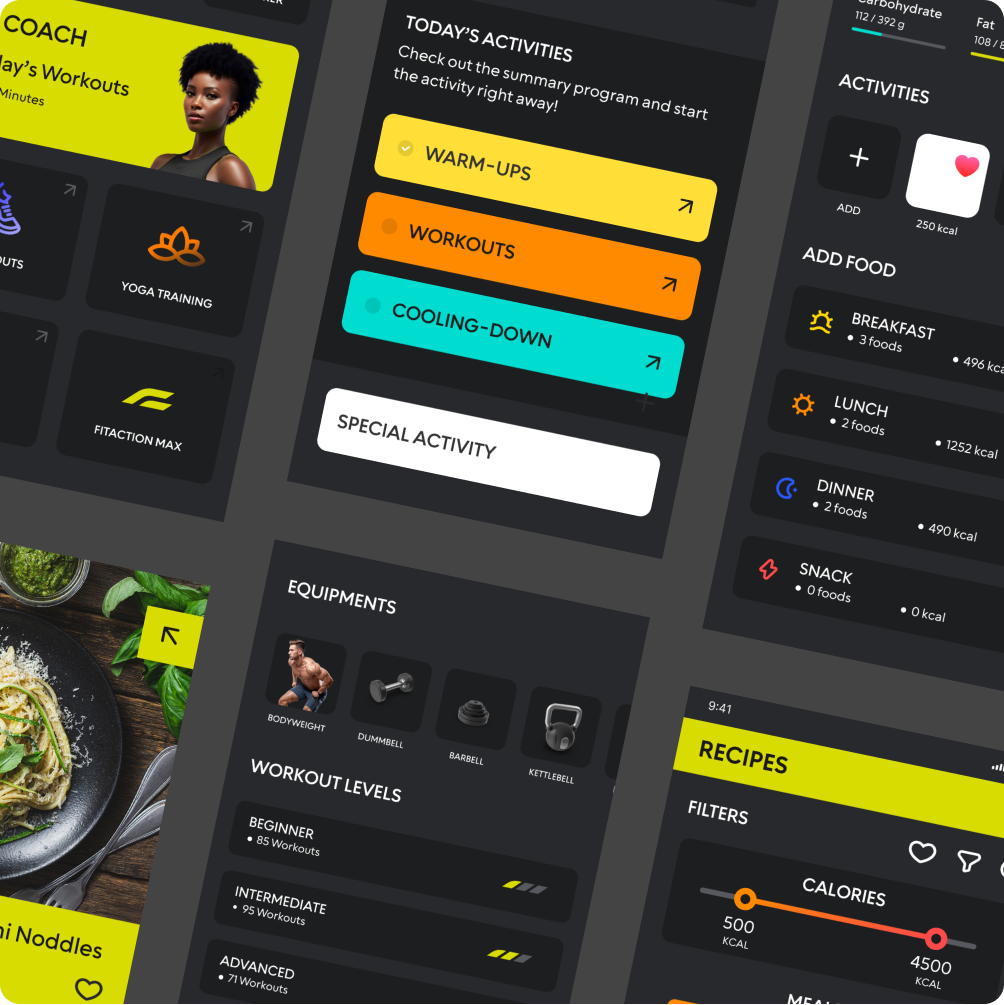 COACH
Workouts
Minutes
YOGA TRAINING
FITACTION MAX
TODAY'S ACTIVITIES
Check out the summary program and start
the activity right away!
WARM-UPS
WORKOUTS
COOLING-DOWN
SPECIAL ACTIVITY
Carbohydrate
112 / 392 g
Fat
108 /
ACTIVITIES
ADD
250 kcal
ADD FOOD
BREAKFAST
• 3 foods
• 496 kca
LUNCH
• 2 foods
• 1252 kcal
DINNER
• 2 foods
• 490 kcal
SNACK
• 0 foods
• 0 kcal
Noddles
EQUIPMENTS
BODYWEIGHT
DUMMBELL
BARBELL
KETTLEBELL
WORKOUT LEVELS
BEGINNER
• 85 Workouts
INTERMEDIATE
• 95 Workouts
ADVANCED
• 71 Workouts
9:41
RECIPES
FILTERS
CALORIES
500
KCAL
4500
KCAL